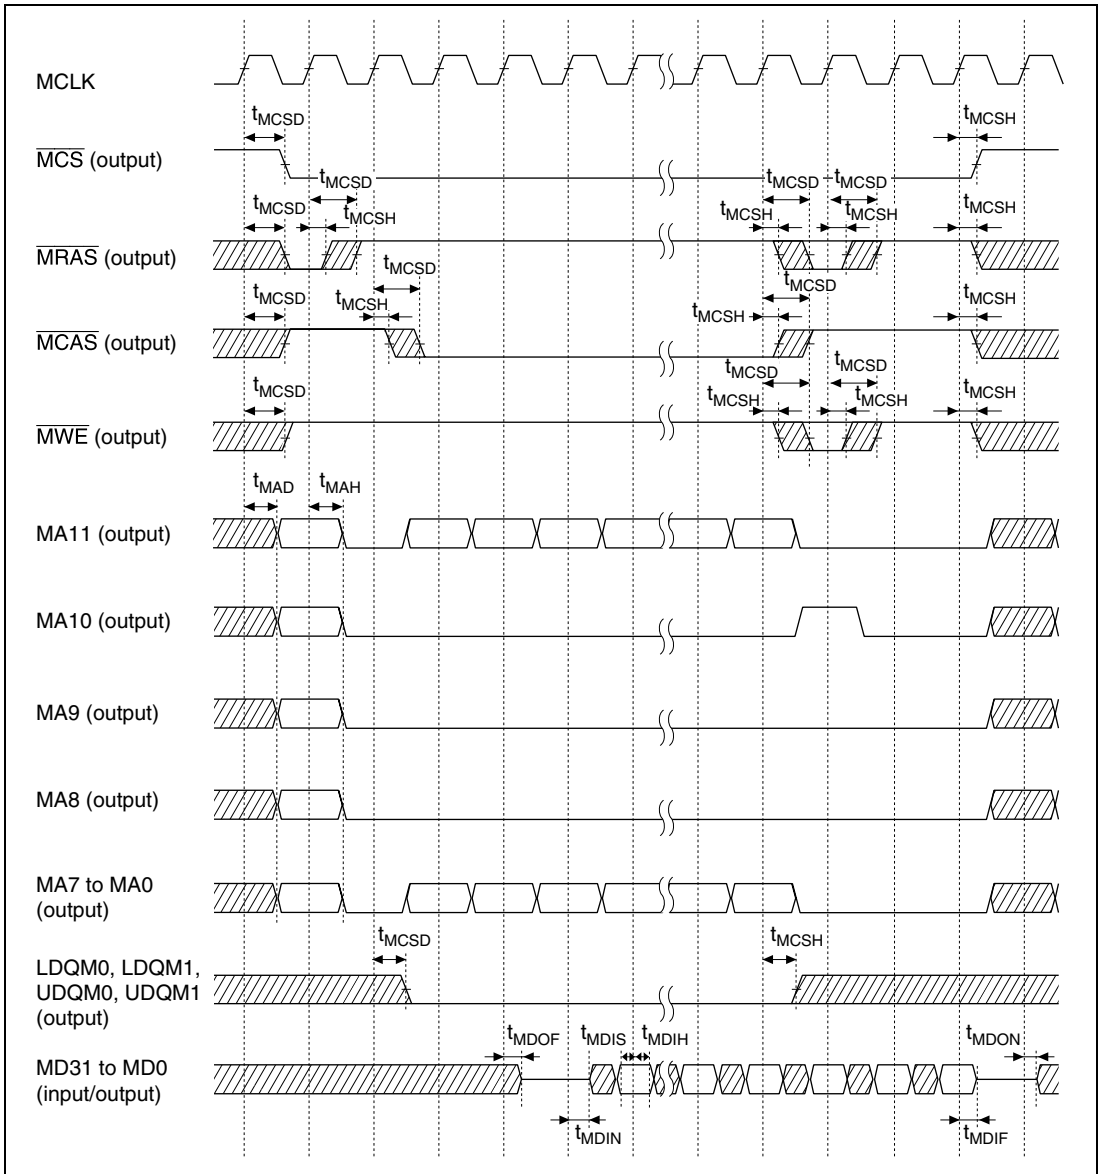 MCLK
tMCSD
tMCSH
MCS (output)
tMCSD
tMCSD
tMCSD
tMCSD
tMCSH
tMCSH
tMCSH
tMCSH
MRAS (output)
tMCSD
tMCSD
tMCSD
tMCSH
tMCSH
tMCSH
MCAS (output)
tMCSD
tMCSD
tMCSD
tMCSH
tMCSH
tMCSH
MWE (output)
tMAD
tMAH
MA11 (output)
MA10 (output)
MA9 (output)
MA8 (output)
MA7 to MA0
(output)
tMCSD
tMCSH
LDQM0, LDQM1,
UDQM0, UDQM1
(output)
tMDOF
tMDIS
tMDIH
tMDON
MD31 to MD0
(input/output)
tMDIN
tMDIF